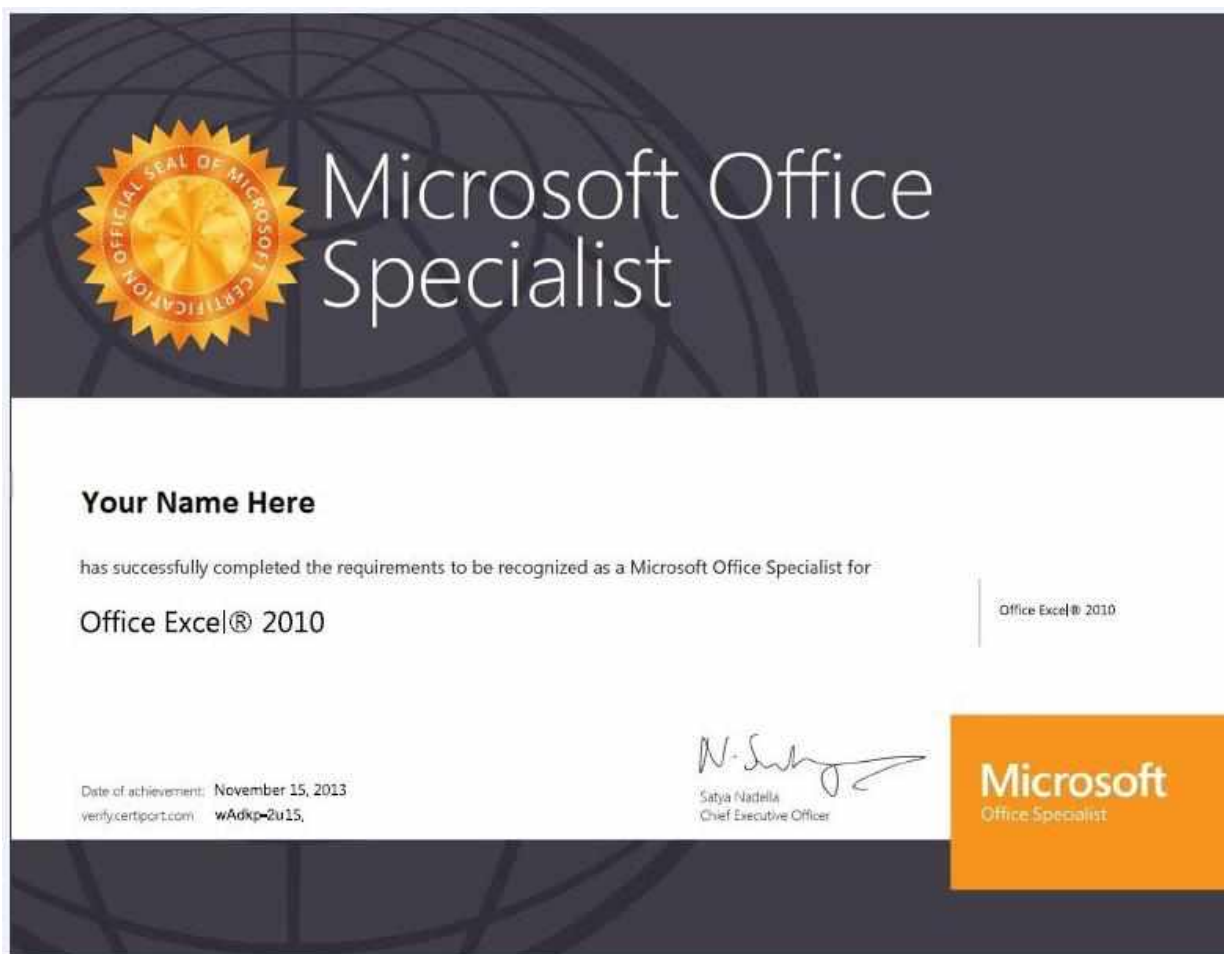 OFFICIAL SEAL OF MICROSOFT CERTIFICATION
Microsoft Office
Specialist
Your Name Here
has successfully completed the requirements to be recognized as a Microsoft Office Specialist for
Office Excel® 2010
Office Excel® 2010
Date of achievement: November 15, 2013
verify.certiport.com wAdkp-2u15,
N. Satya
Satya Nadella
Chief Executive Officer
Microsoft
Office Specialist